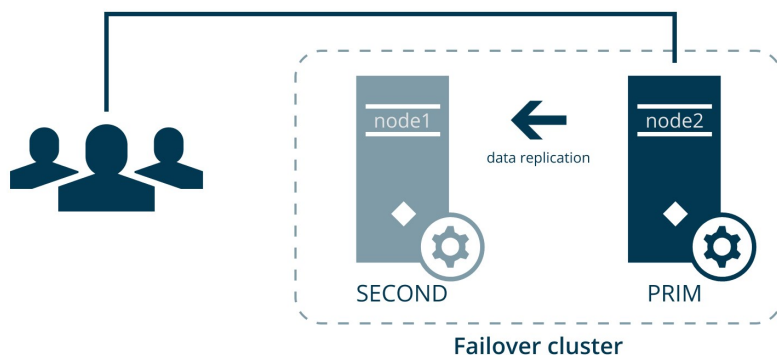 node1
node2
data replication
SECOND
PRIM
Failover cluster